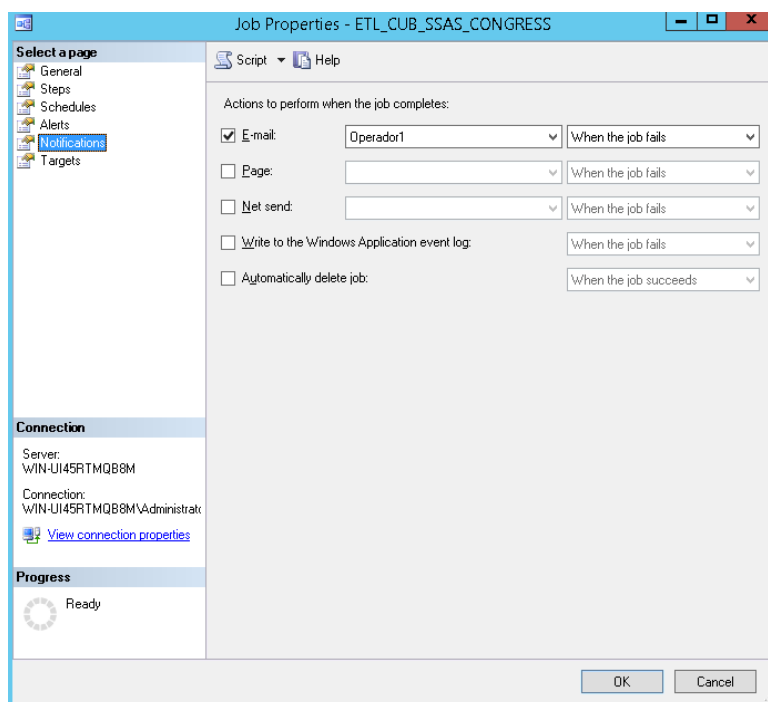 Job Properties - ETL_CUB_SSAS_CONGRESS
Select a page
General
Steps
Schedules
Alerts
Notifications
Targets
Script Help
Actions to perform when the job completes:
E-mail: Operador1 When the job fails
Page: When the job fails
Net send: When the job fails
Write to the Windows Application event log: When the job fails
Automatically delete job: When the job succeeds
Connection
Server:
WIN-UI45RTMQB8M
Connection:
WIN-UI45RTMQB8M\Administrato
View connection properties
Progress
Ready
OK Cancel